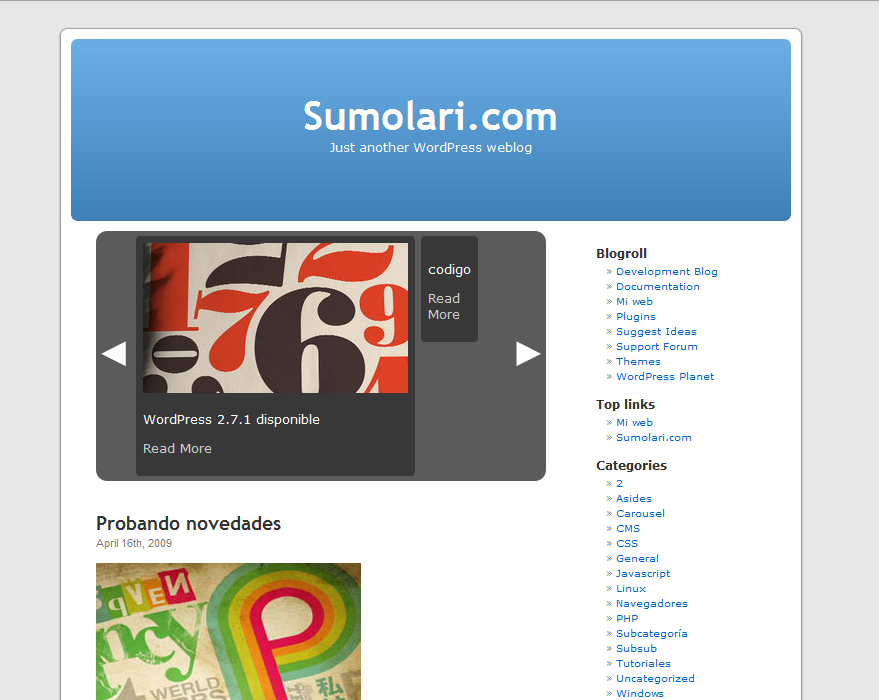 Sumolari.com
Just another WordPress weblog
codigo
Read
More
WordPress 2.7.1 disponible
Read More
Probando novedades
April 16th, 2009
WORLD
Blogroll
» Development Blog
» Documentation
» Mi web
» Plugins
» Suggest Ideas
» Support Forum
» Themes
» WordPress Planet
Top links
» Mi web
» Sumolari.com
Categories
» 2
» Asides
» Carousel
» CMS
» CSS
» General
» Javascript
» Linux
» Navegadores
» PHP
» Subcategoría
» Subsub
» Tutoriales
» Uncategorized
» Windows